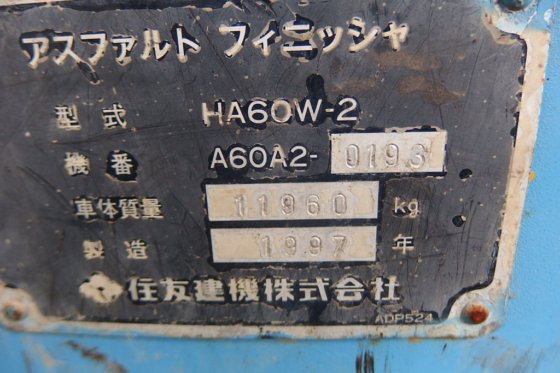 アスファルト フィニッシャ
型式 HA60W-2
機番 A60A2-0193
車体質量 11960 kg
製造 1997 年
住友建機株式会社
ADP524